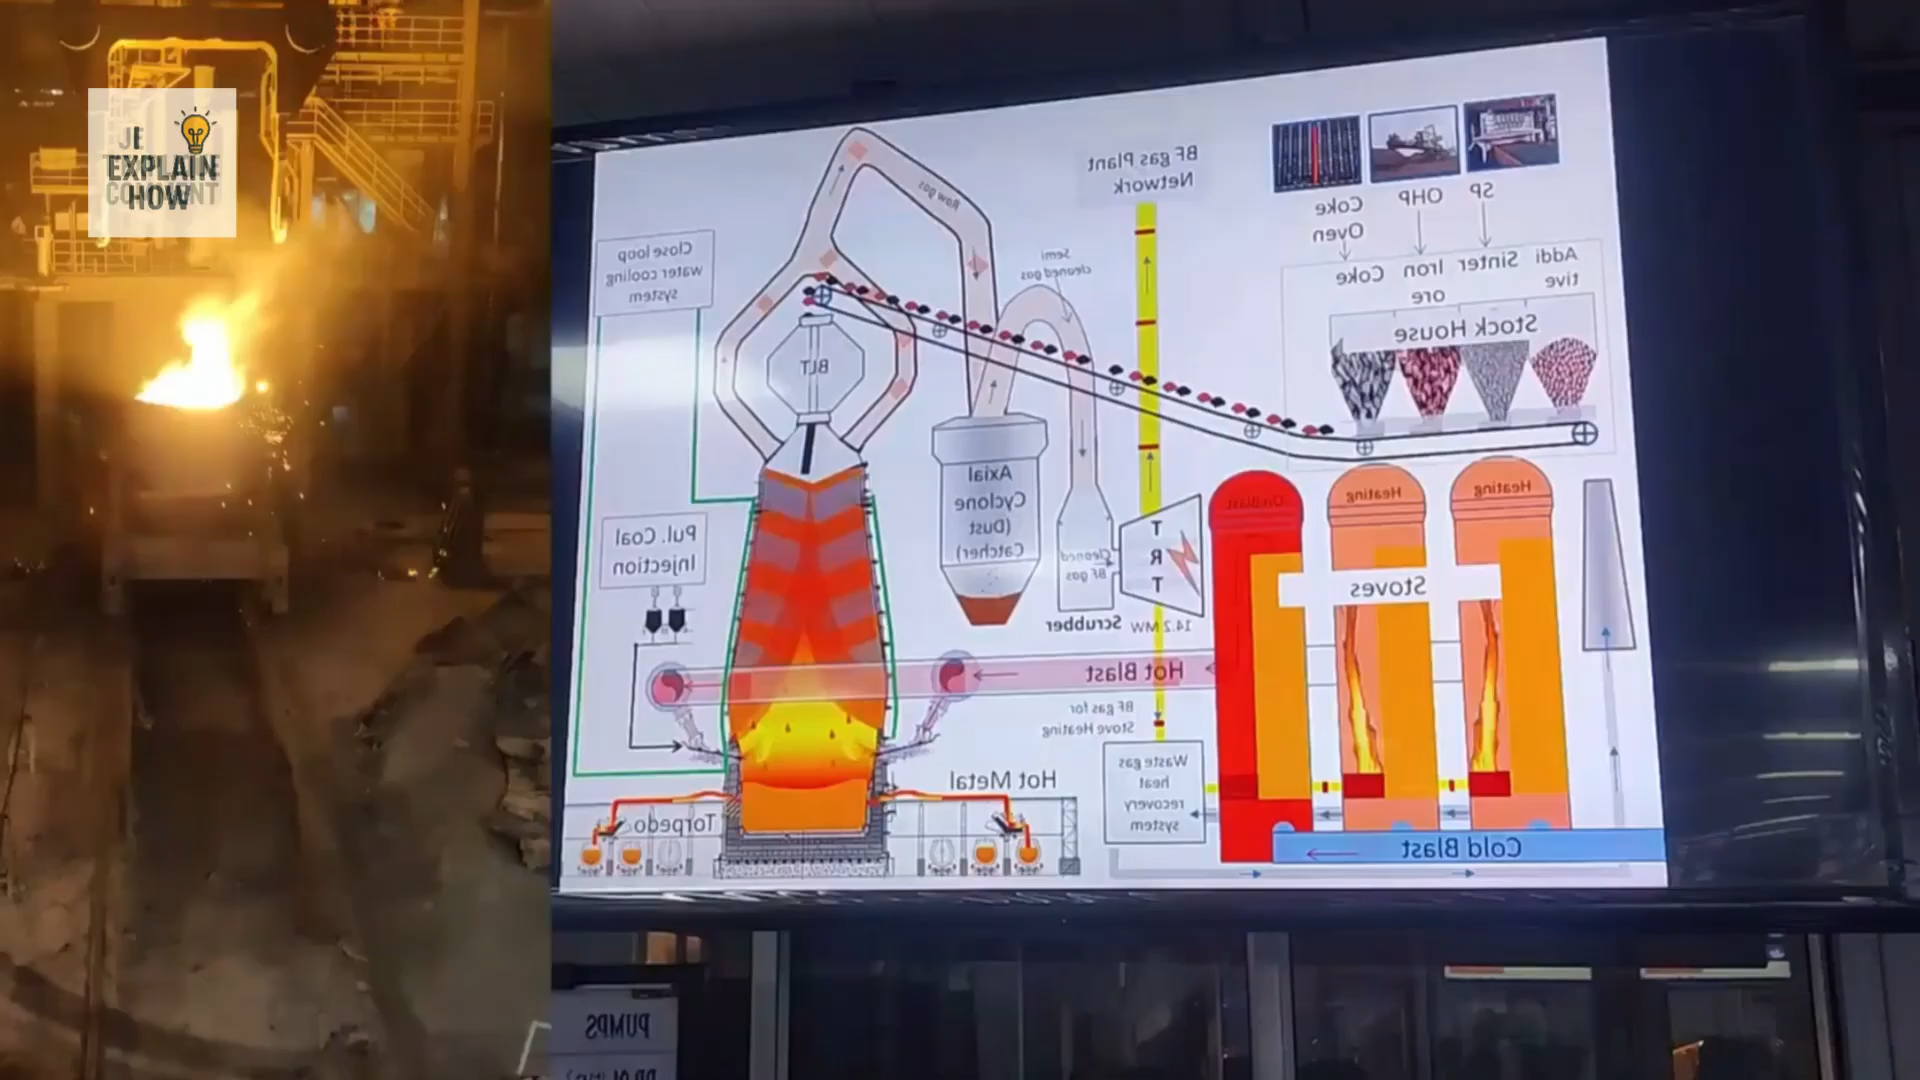 JE
EXPLAIN
HOW
Close loop
water cooling
system
Raw gas
BF gas Plant
Network
Semi
cleaned gas
Coke
Oven
OHP
SP
Coke
Iron
ore
Sinter
Addi
tive
Stock House
BLT
Pul. Coal
Injection
Axial
Cyclone
(Dust
Catcher)
Cleaned
BF gas
Scrubber
T
R
T
14.2 MW
On Blast
Heating
Heating
Stoves
Hot Blast
BF gas for
Stove Heating
Waste gas
heat
recovery
system
Hot Metal
Torpedo
Cold Blast
PUMPS